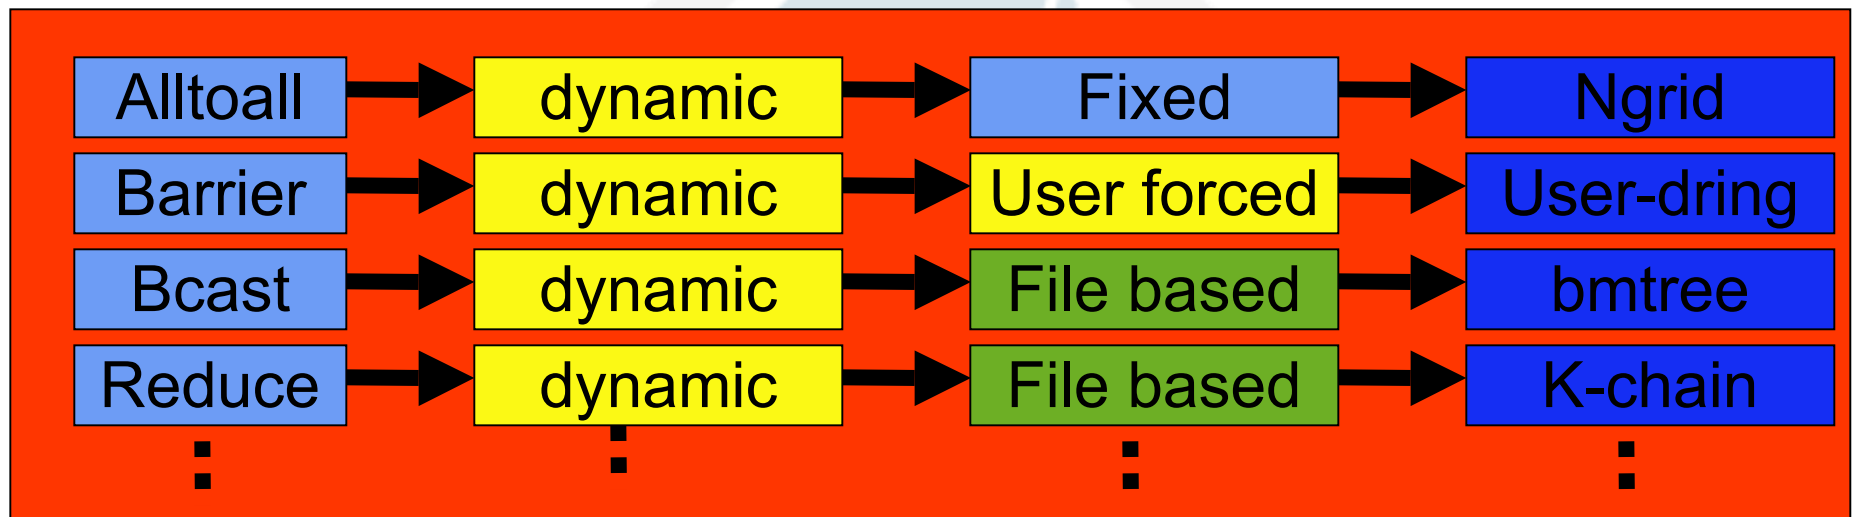 Alltoall dynamic Fixed Ngrid
Barrier dynamic User forced User-dring
Bcast dynamic File based bmtree
Reduce dynamic File based K-chain
: : : :